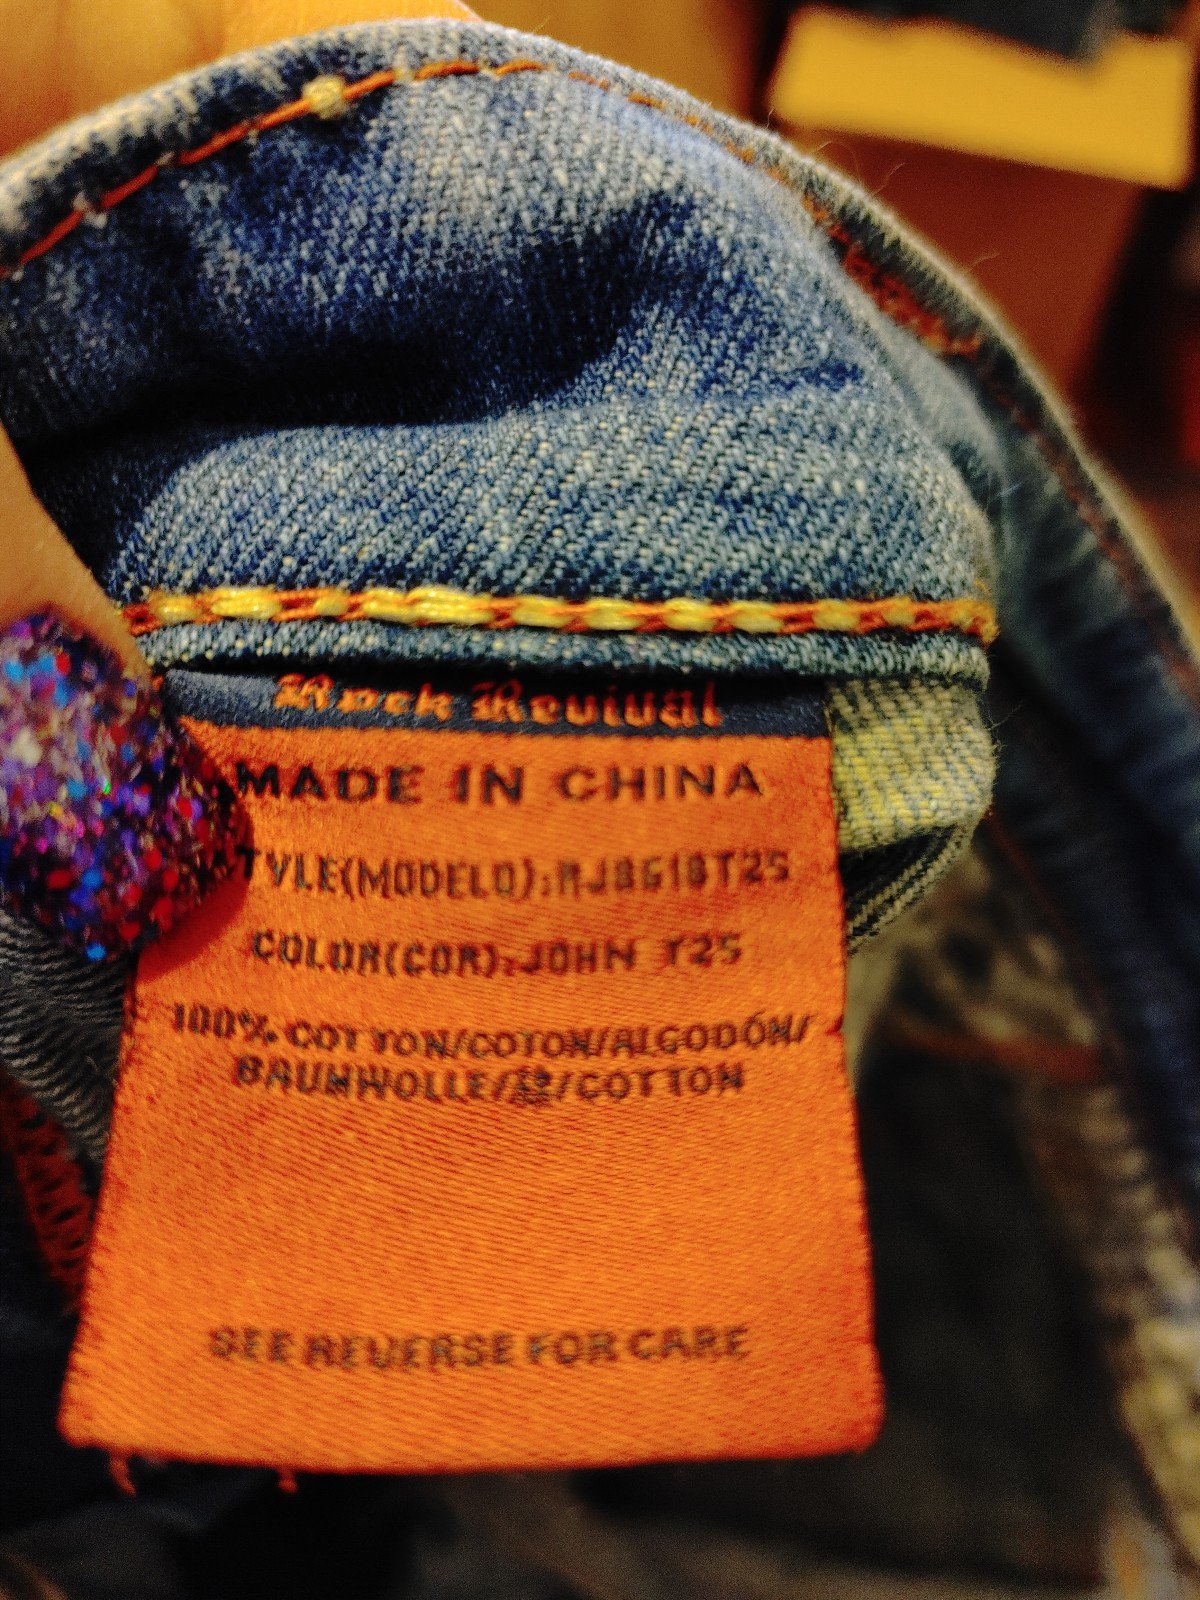 Rock Revival
MADE IN CHINA
TYLE(MODELO):RJ8618T25
COLOR(COR):JOHN T25
100% COTTON/COTON/ALGODÓN/
BAUMWOLLE/綿/COTTON
SEE REVERSE FOR CARE